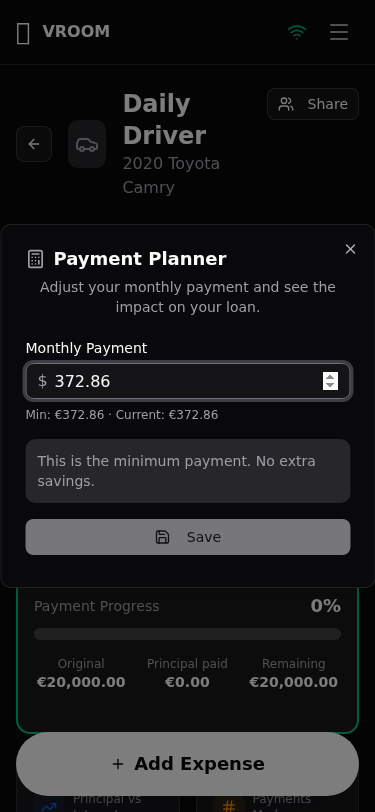 VROOM
Daily
Driver
2020 Toyota
Camry
Share
Payment Planner
Adjust your monthly payment and see the
impact on your loan.
Monthly Payment
$ 372.86
Min: €372.86 · Current: €372.86
This is the minimum payment. No extra
savings.
Save
Payment Progress 0%
Original Principal paid Remaining
€20,000.00 €0.00 €20,000.00
+ Add Expense
Principal vs Payments